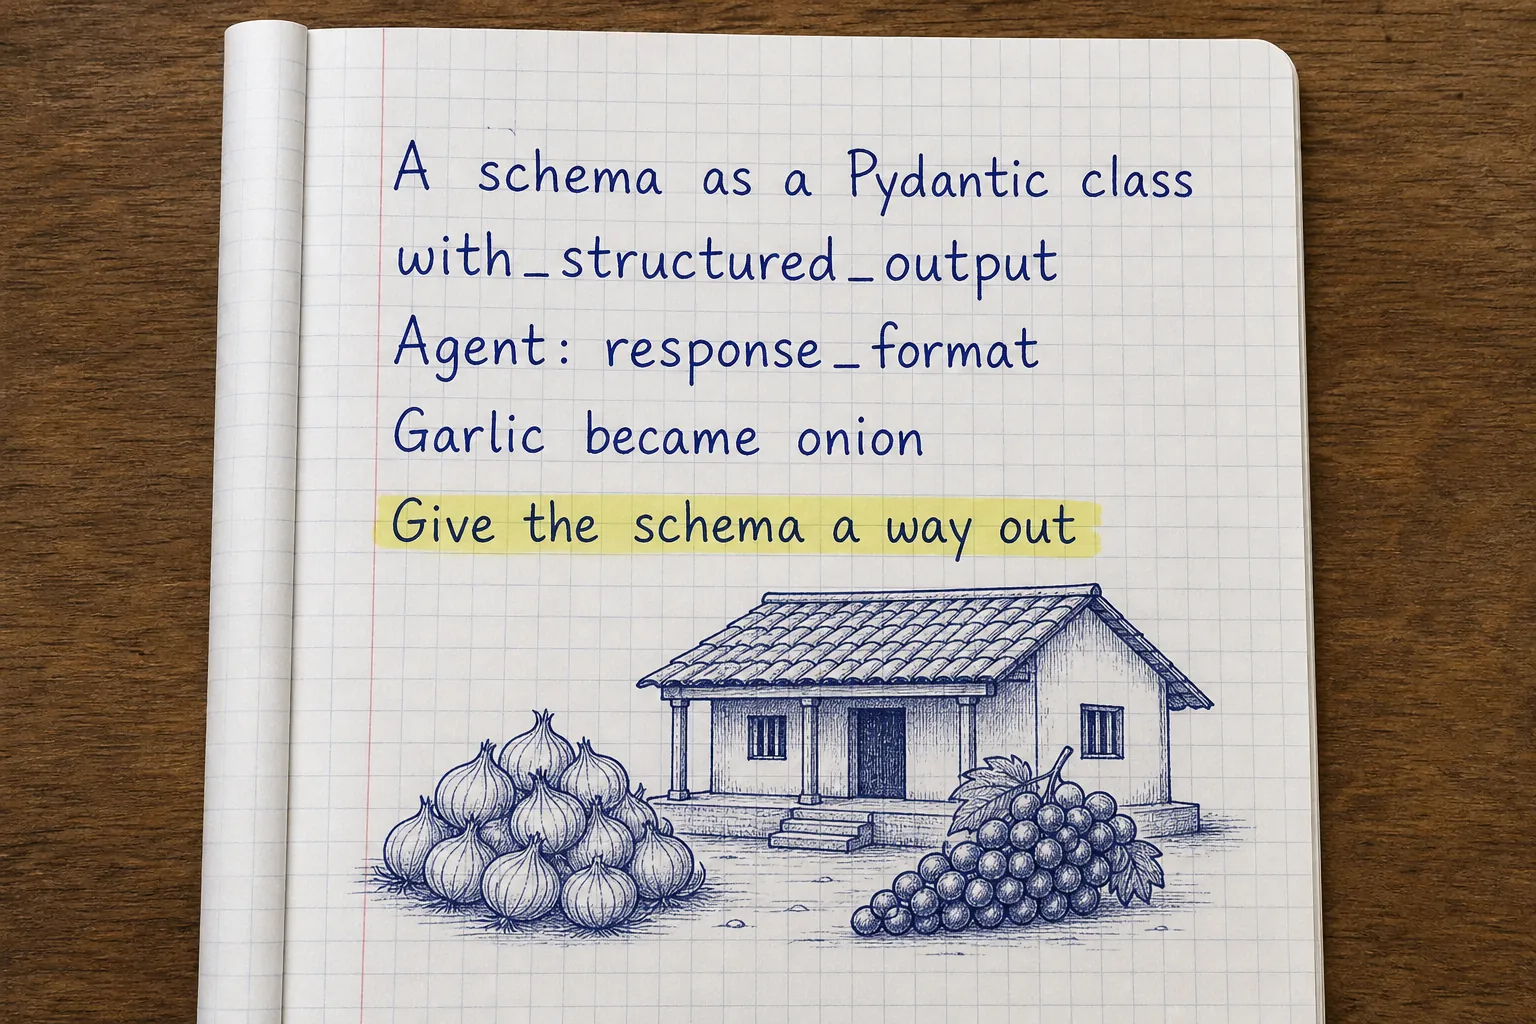 A schema as a Pydantic class
with_structured_output
Agent: response_format
Garlic became onion
Give the schema a way out